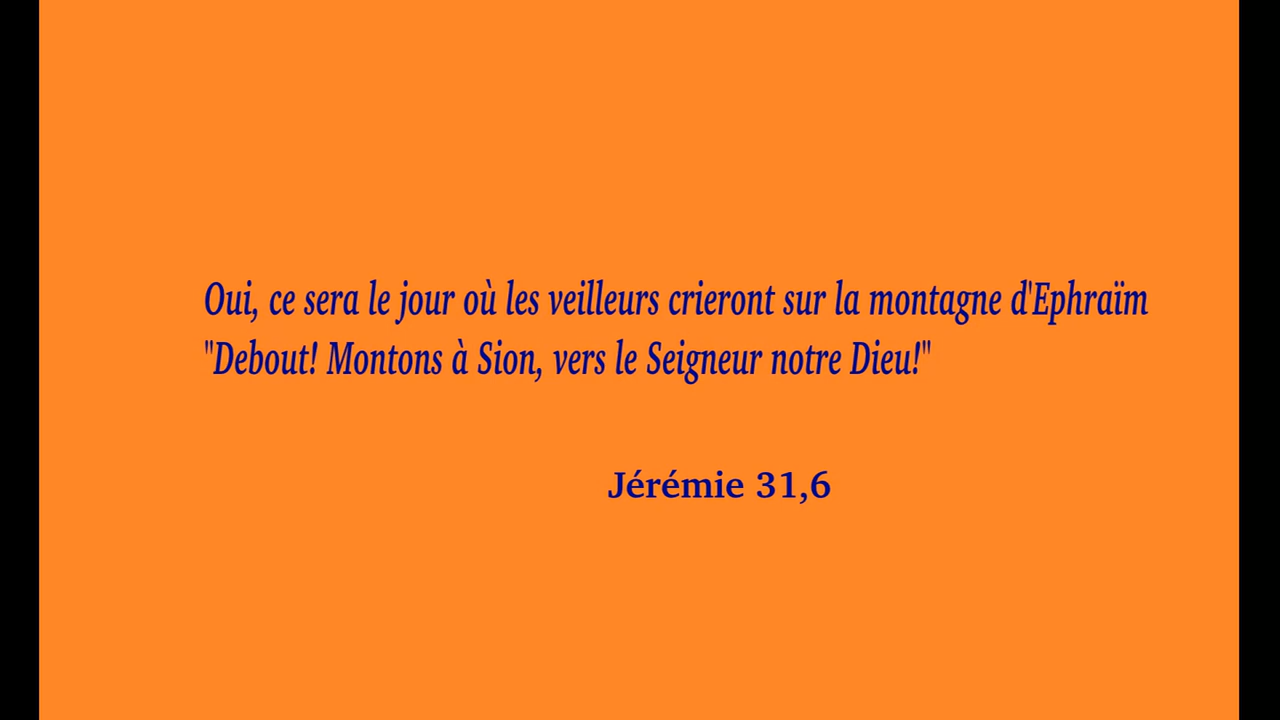 Oui, ce sera le jour où les veilleurs crieront sur la montagne d'Ephraïm
"Debout! Montons à Sion, vers le Seigneur notre Dieu!"
Jérémie 31,6